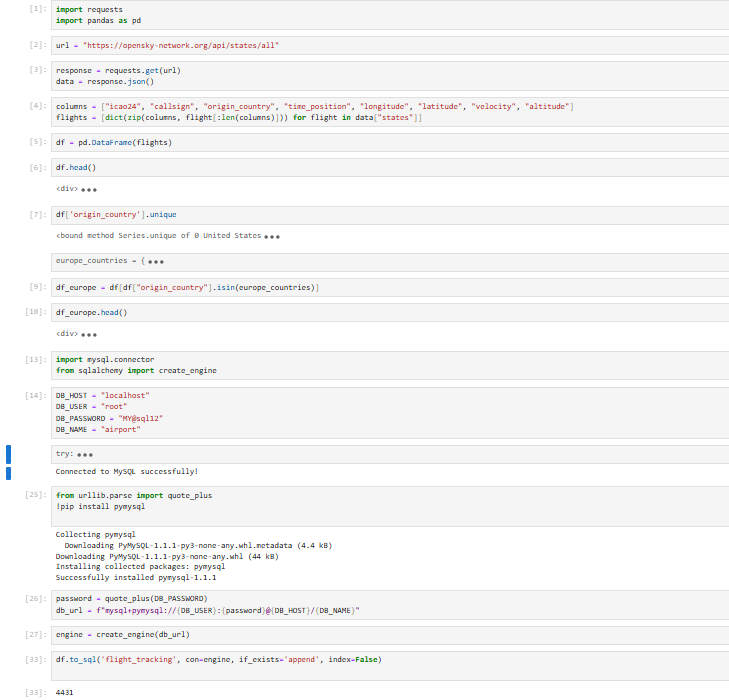 [1]: import requests
import pandas as pd
[2]: url = "https://opensky-network.org/api/states/all"
[3]: response = requests.get(url)
data = response.json()
[4]: columns = ["icao24", "callsign", "origin_country", "time_position", "longitude", "latitude", "velocity", "altitude"]
flights = [dict(zip(columns, flight[:len(columns)])) for flight in data["states"]]
[5]: df = pd.DataFrame(flights)
[6]: df.head()
<div> •••
[7]: df['origin_country'].unique
<bound method Series.unique of 0 United States •••
europe_countries = { •••
[9]: df_europe = df[df["origin_country"].isin(europe_countries)]
[10]: df_europe.head()
<div> •••
[13]: import mysql.connector
from sqlalchemy import create_engine
[14]: DB_HOST = "localhost"
DB_USER = "root"
DB_PASSWORD = "MY@sql12"
DB_NAME = "airport"
try: •••
Connected to MySQL successfully!
[25]: from urllib.parse import quote_plus
!pip install pymysql
Collecting pymysql
Downloading PyMySQL-1.1.1-py3-none-any.whl.metadata (4.4 kB)
Downloading PyMySQL-1.1.1-py3-none-any.whl (44 kB)
Installing collected packages: pymysql
Successfully installed pymysql-1.1.1
[26]: password = quote_plus(DB_PASSWORD)
db_url = f"mysql+pymysql://{DB_USER}:{password}@{DB_HOST}/{DB_NAME}"
[27]: engine = create_engine(db_url)
[33]: df.to_sql('flight_tracking', con=engine, if_exists='append', index=False)
[33]: 4431